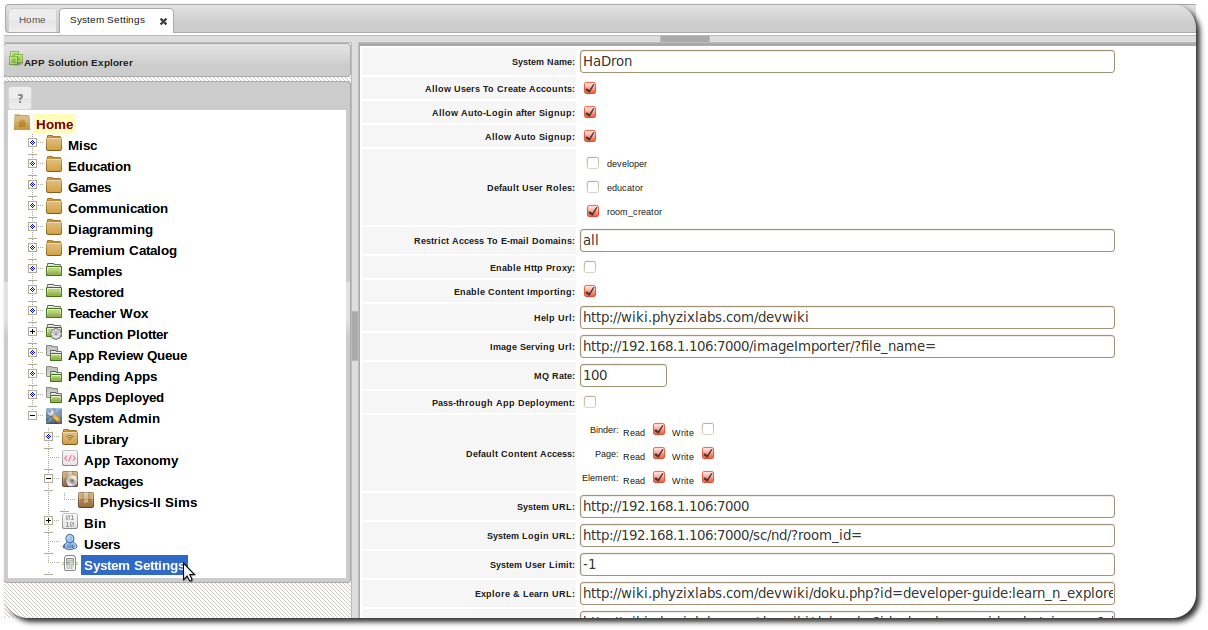 Home
System Settings
APP Solution Explorer
?
Home
Misc
Education
Games
Communication
Diagramming
Premium Catalog
Samples
Restored
Teacher Wox
Function Plotter
App Review Queue
Pending Apps
Apps Deployed
System Admin
Library
App Taxonomy
Packages
Physics-II Sims
Bin
Users
System Settings
System Name: HaDron
Allow Users To Create Accounts:
Allow Auto-Login after Signup:
Allow Auto Signup:
Default User Roles:
developer
educator
room_creator
Restrict Access To E-mail Domains: all
Enable Http Proxy:
Enable Content Importing:
Help Url: http://wiki.phyzixlabs.com/devwiki
Image Serving Url: http://192.168.1.106:7000/imageImporter/?file_name=
MQ Rate: 100
Pass-through App Deployment:
Default Content Access:
Binder: Read Write
Page: Read Write
Element: Read Write
System URL: http://192.168.1.106:7000
System Login URL: http://192.168.1.106:7000/sc/nd/?room_id=
System User Limit: -1
Explore & Learn URL: http://wiki.phyzixlabs.com/devwiki/doku.php?id=developer-guide:learn_n_explore